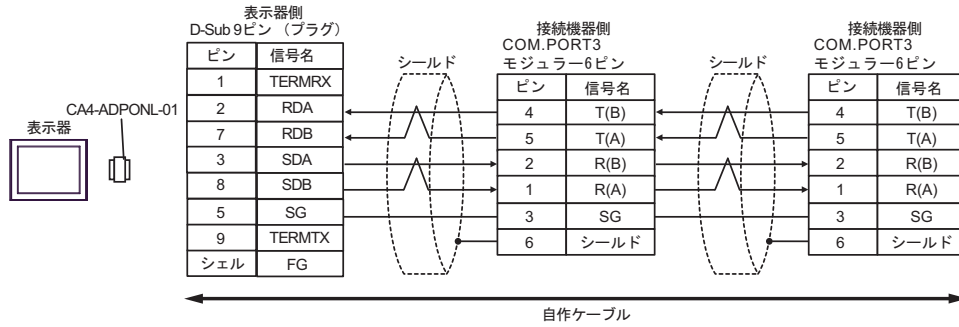 表示器側
D-Sub 9ピン （プラグ）
ピン 信号名
1 TERMRX
2 RDA
7 RDB
3 SDA
8 SDB
5 SG
9 TERMTX
シェル FG
CA4-ADPONL-01
表示器
シールド
接続機器側
COM.PORT3
モジュラー6ピン
ピン 信号名
4 T(B)
5 T(A)
2 R(B)
1 R(A)
3 SG
6 シールド
シールド
接続機器側
COM.PORT3
モジュラー6ピン
ピン 信号名
4 T(B)
5 T(A)
2 R(B)
1 R(A)
3 SG
6 シールド
自作ケーブル